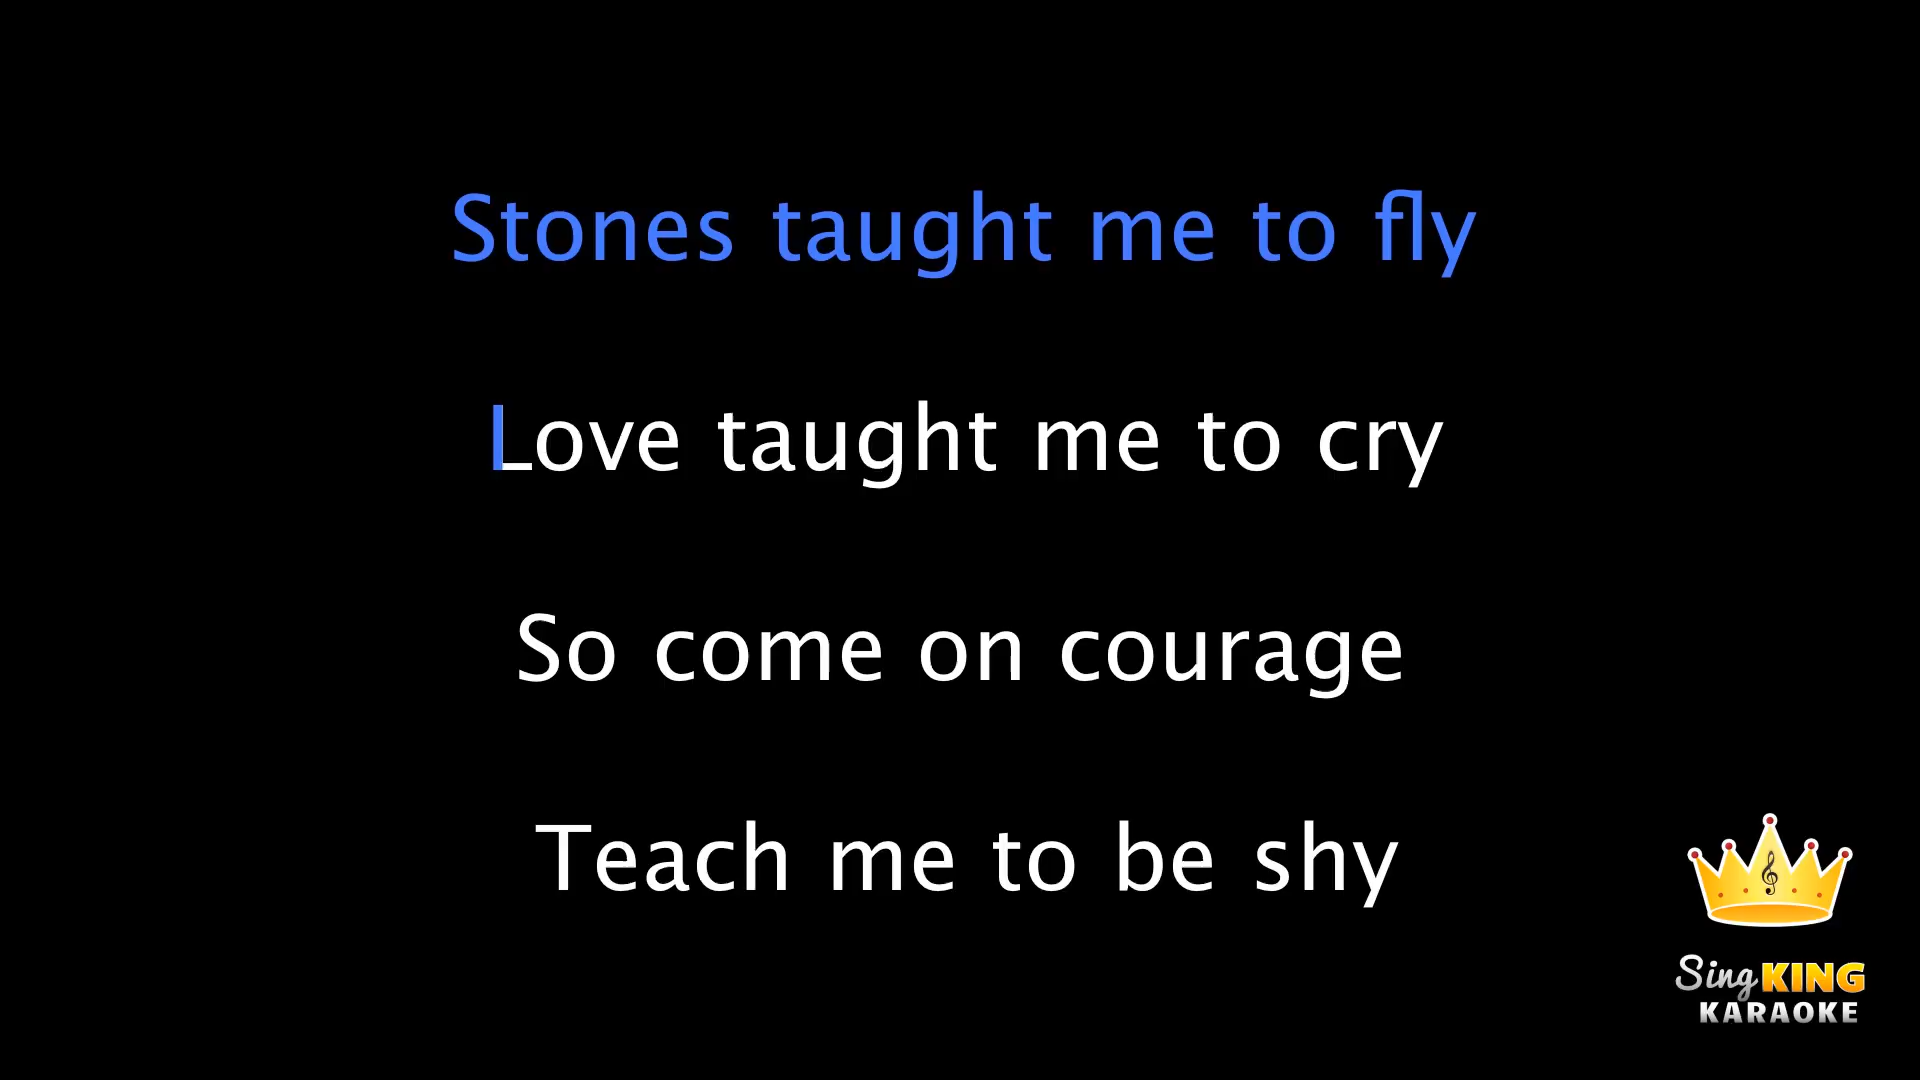 Stones taught me to fly
Love taught me to cry
So come on courage
Teach me to be shy
Sing KING
KARAOKE